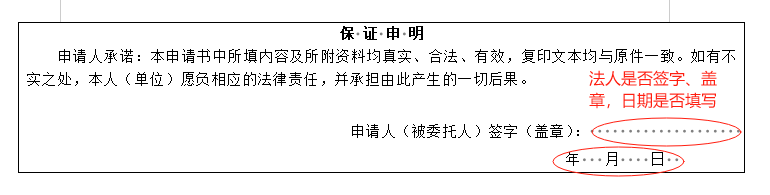 保·证·申·明
申请人承诺：本申请书中所填内容及所附资料均真实、合法、有效，复印文本均与原件一致。如有不
实之处，本人（单位）愿负相应的法律责任，并承担由此产生的一切后果。
法人是否签字、盖
章，日期是否填写
申请人（被委托人）签字（盖章）：····················
年···月····日··